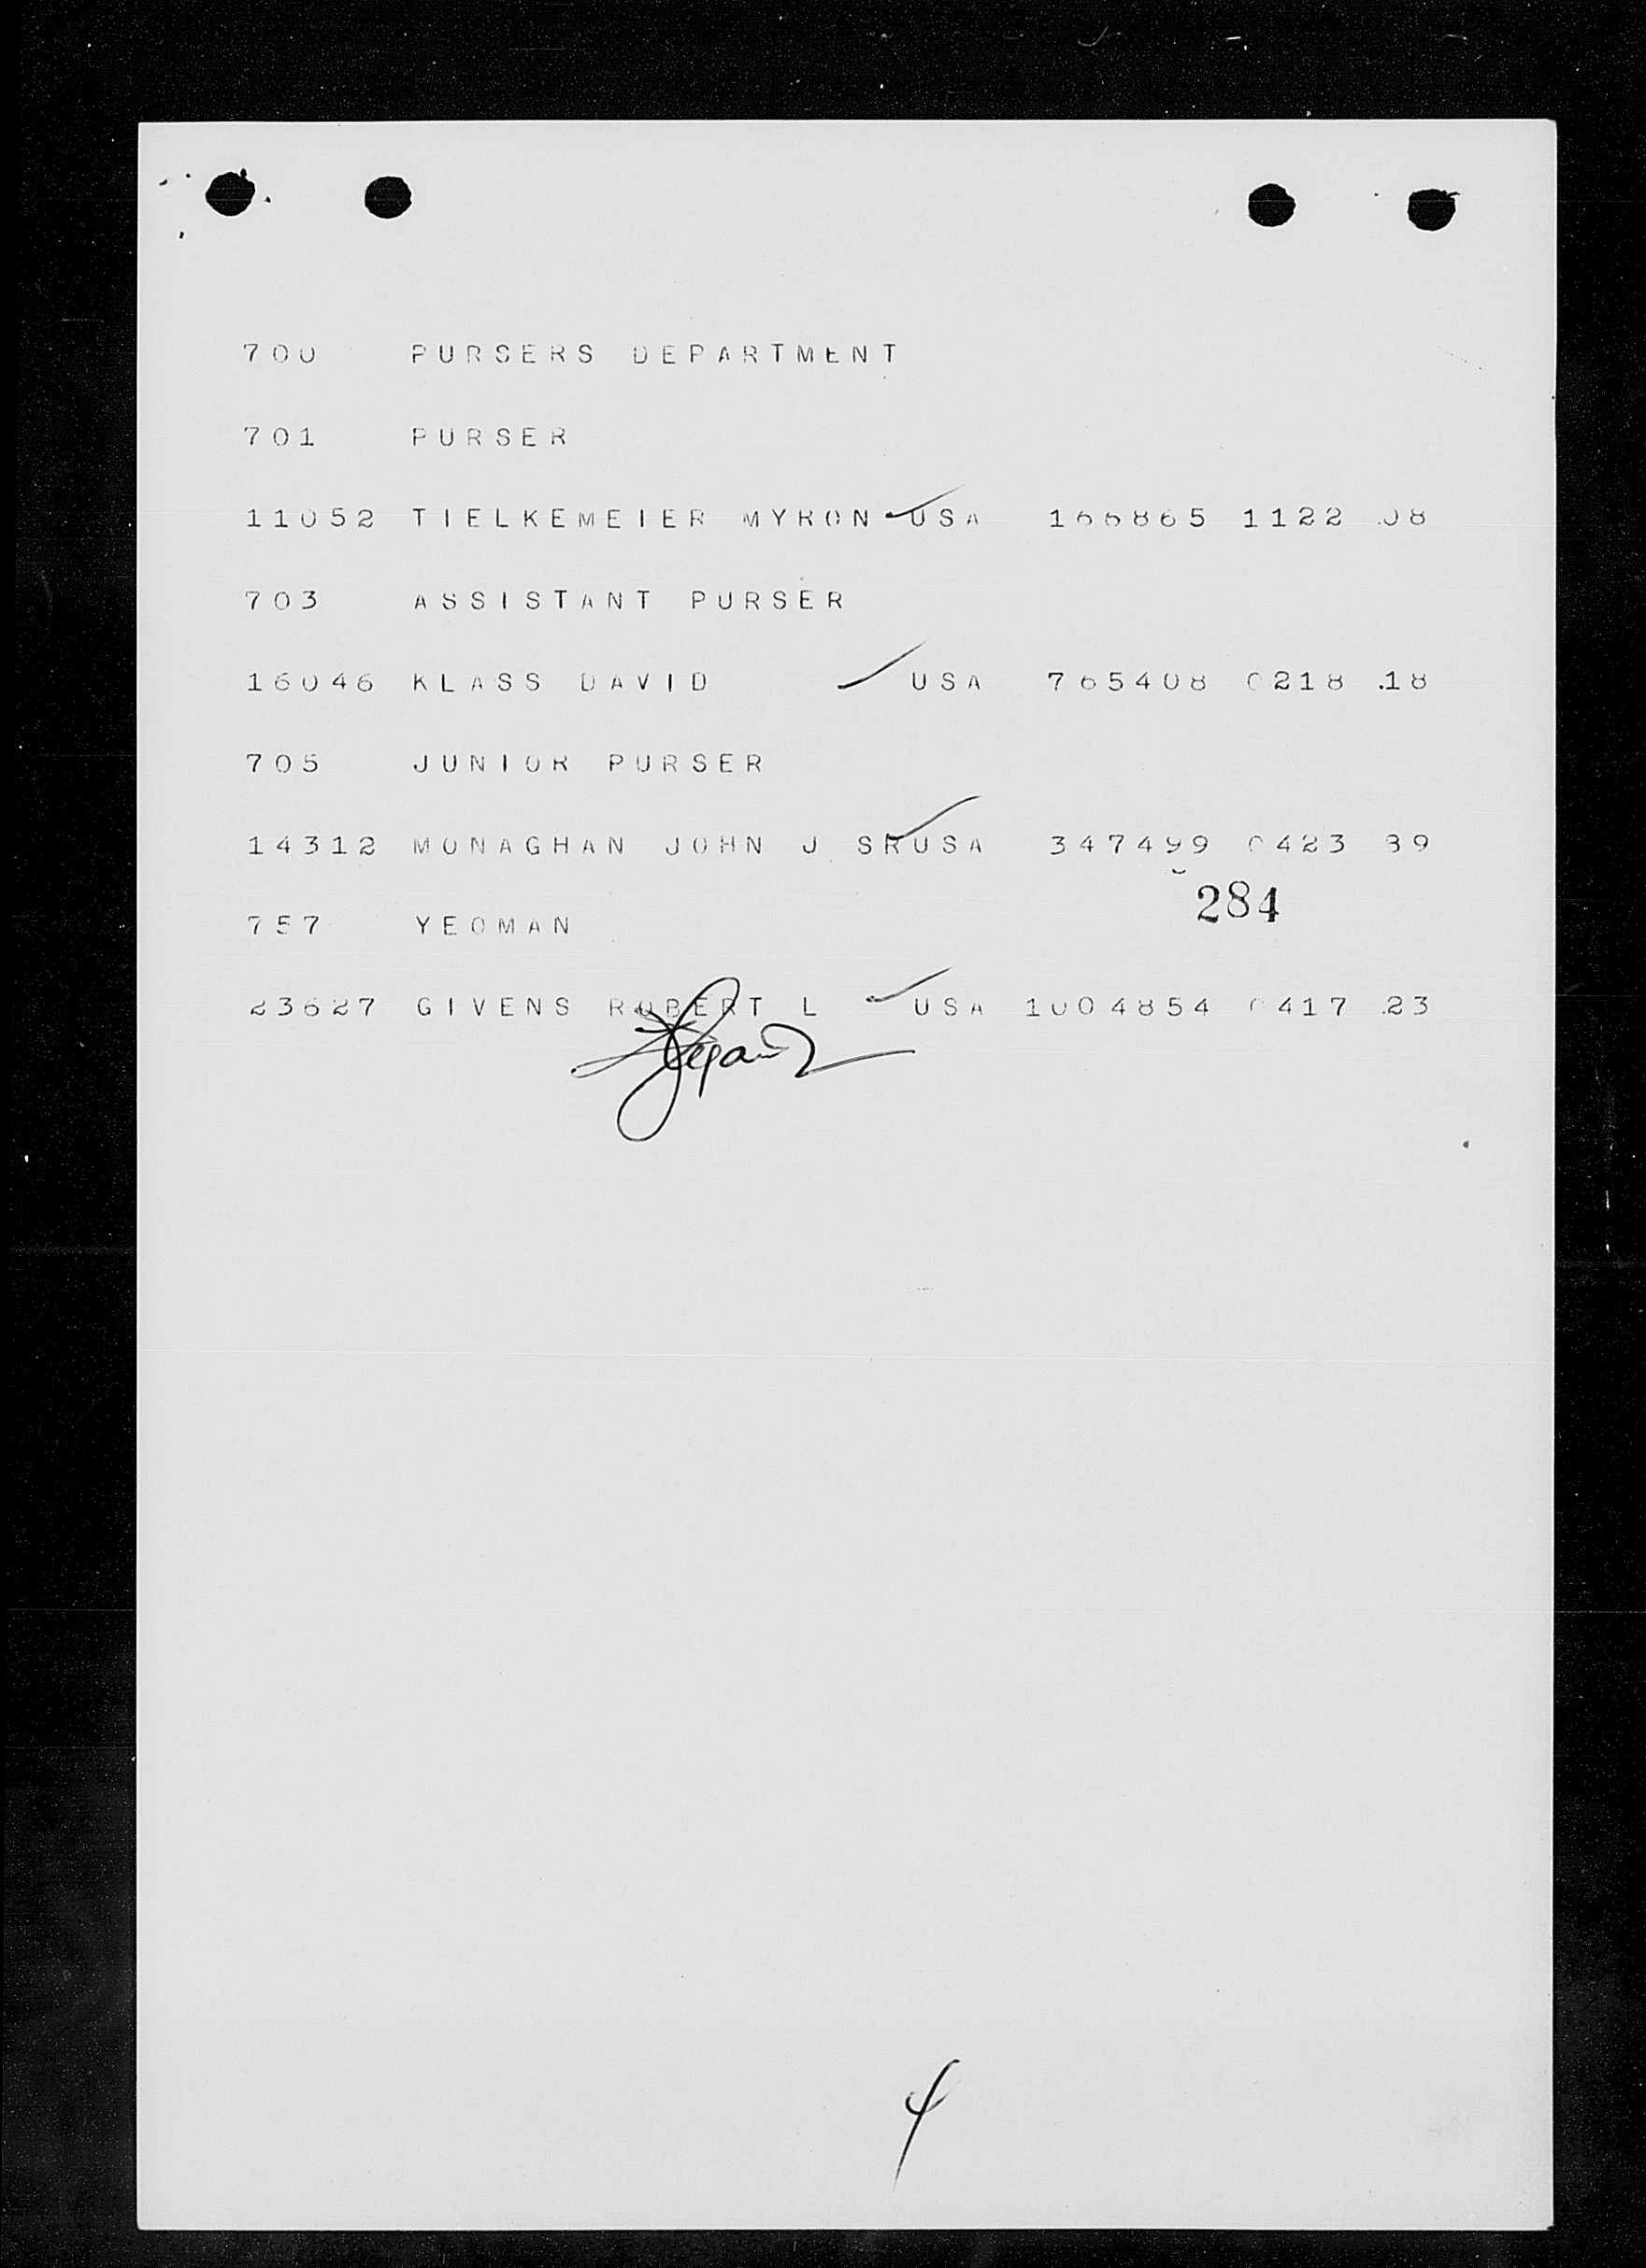 700 PURSERS DEPARTMENT
701 PURSER
11052 TIELKEMEIER MYRON USA 166865 1122 08
703 ASSISTANT PURSER
16046 KLASS DAVID USA 765408 0218 18
705 JUNIOR PURSER
14312 MONAGHAN JOHN J SR USA 347499 0423
284
757 YEOMAN
23627 GIVENS ROBERT L USA 1004854 0417 23
4